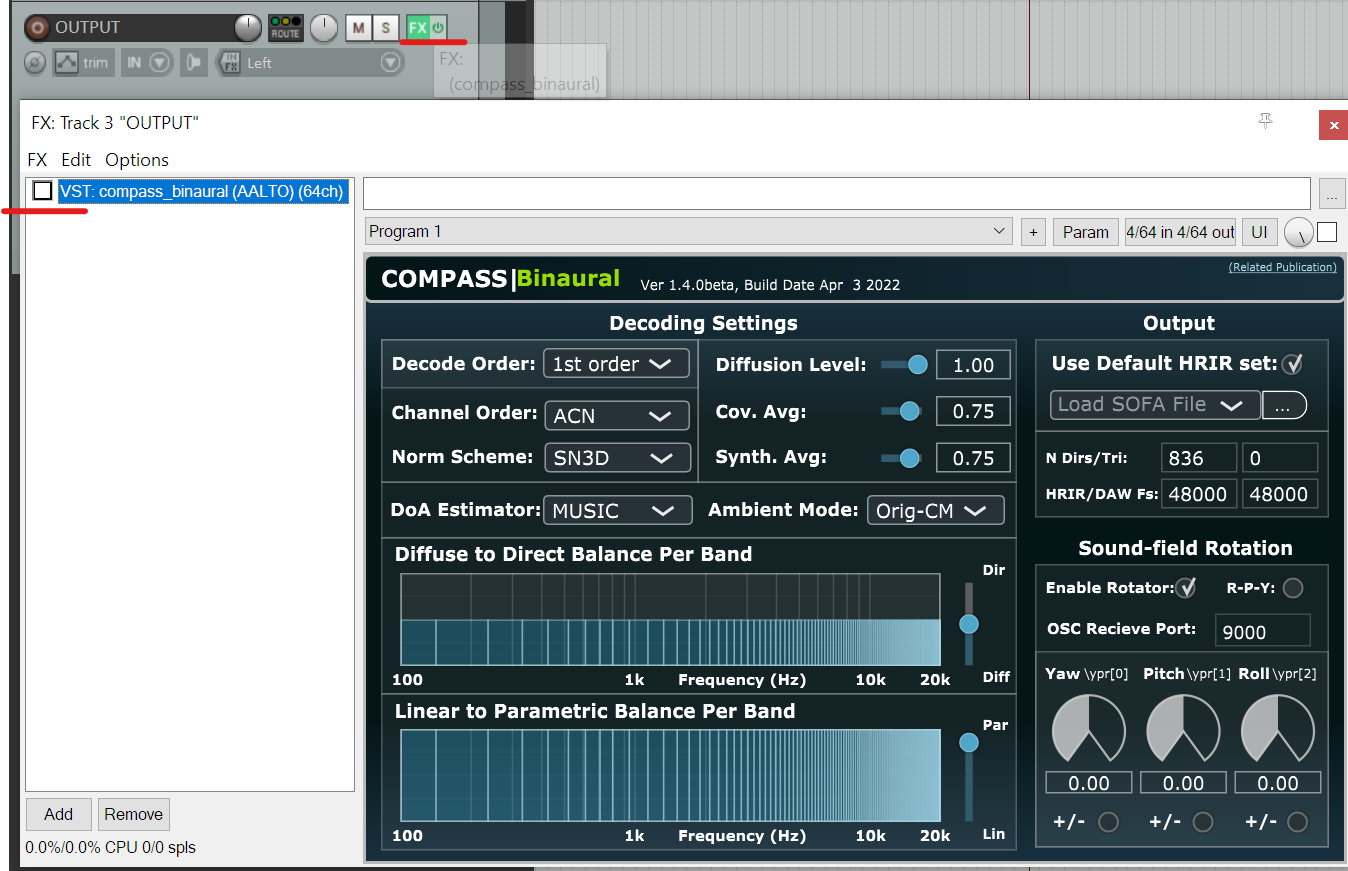 OUTPUT
ROUTE
M
S
FX
trim
IN
IN FX
Left
FX:
(compass_binaural)
FX: Track 3 "OUTPUT"
FX Edit Options
VST: compass_binaural (AALTO) (64ch)
...
Program 1
+
Param
4/64 in 4/64 out
UI
COMPASS|Binaural
Ver 1.4.0beta, Build Date Apr 3 2022
(Related Publication)
Decoding Settings
Decode Order: 1st order
Diffusion Level: 1.00
Channel Order: ACN
Cov. Avg: 0.75
Norm Scheme: SN3D
Synth. Avg: 0.75
DoA Estimator: MUSIC
Ambient Mode: Orig-CM
Diffuse to Direct Balance Per Band
Dir
Diff
100 1k Frequency (Hz) 10k 20k
Linear to Parametric Balance Per Band
Par
Lin
100 1k Frequency (Hz) 10k 20k
Output
Use Default HRIR set:
Load SOFA File ...
N Dirs/Tri: 836 0
HRIR/DAW Fs: 48000 48000
Sound-field Rotation
Enable Rotator: R-P-Y:
OSC Recieve Port: 9000
Yaw \ypr[0] Pitch \ypr[1] Roll \ypr[2]
0.00 0.00 0.00
+/- +/- +/-
Add Remove
0.0%/0.0% CPU 0/0 spls